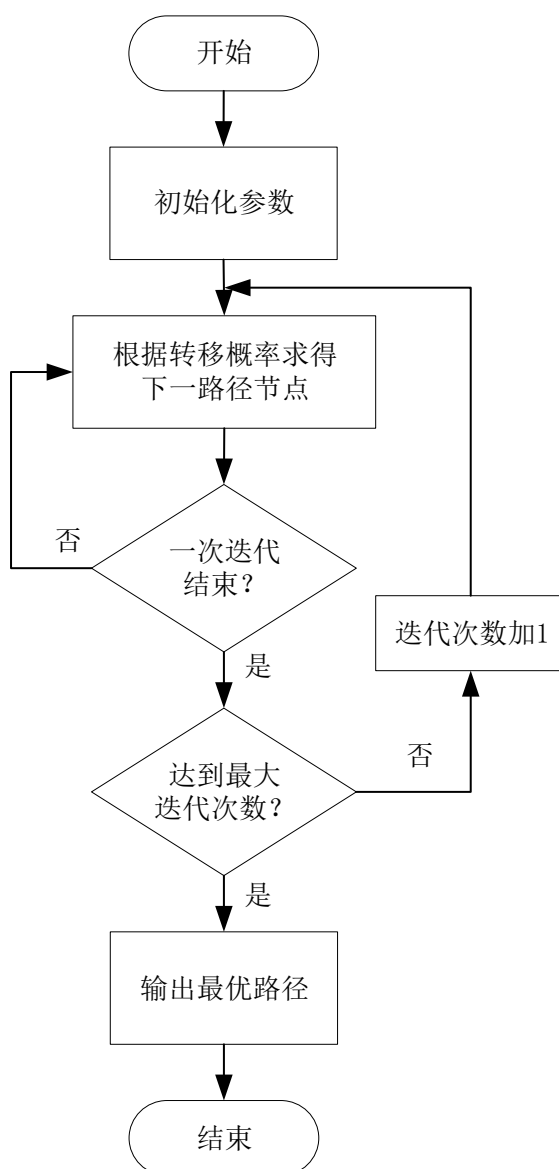 开始
初始化参数
根据转移概率求得
下一路径节点
否
一次迭代
结束？
是
迭代次数加1
否
达到最大
迭代次数？
是
输出最优路径
结束